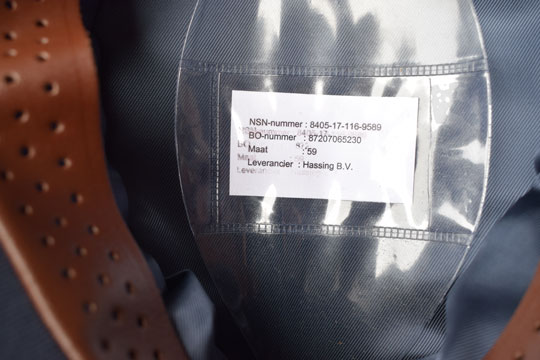 NSN-nummer : 8405-17-116-9589
BO-nummer : 87207065230
Maat : 59
Leverancier : Hassing B.V.